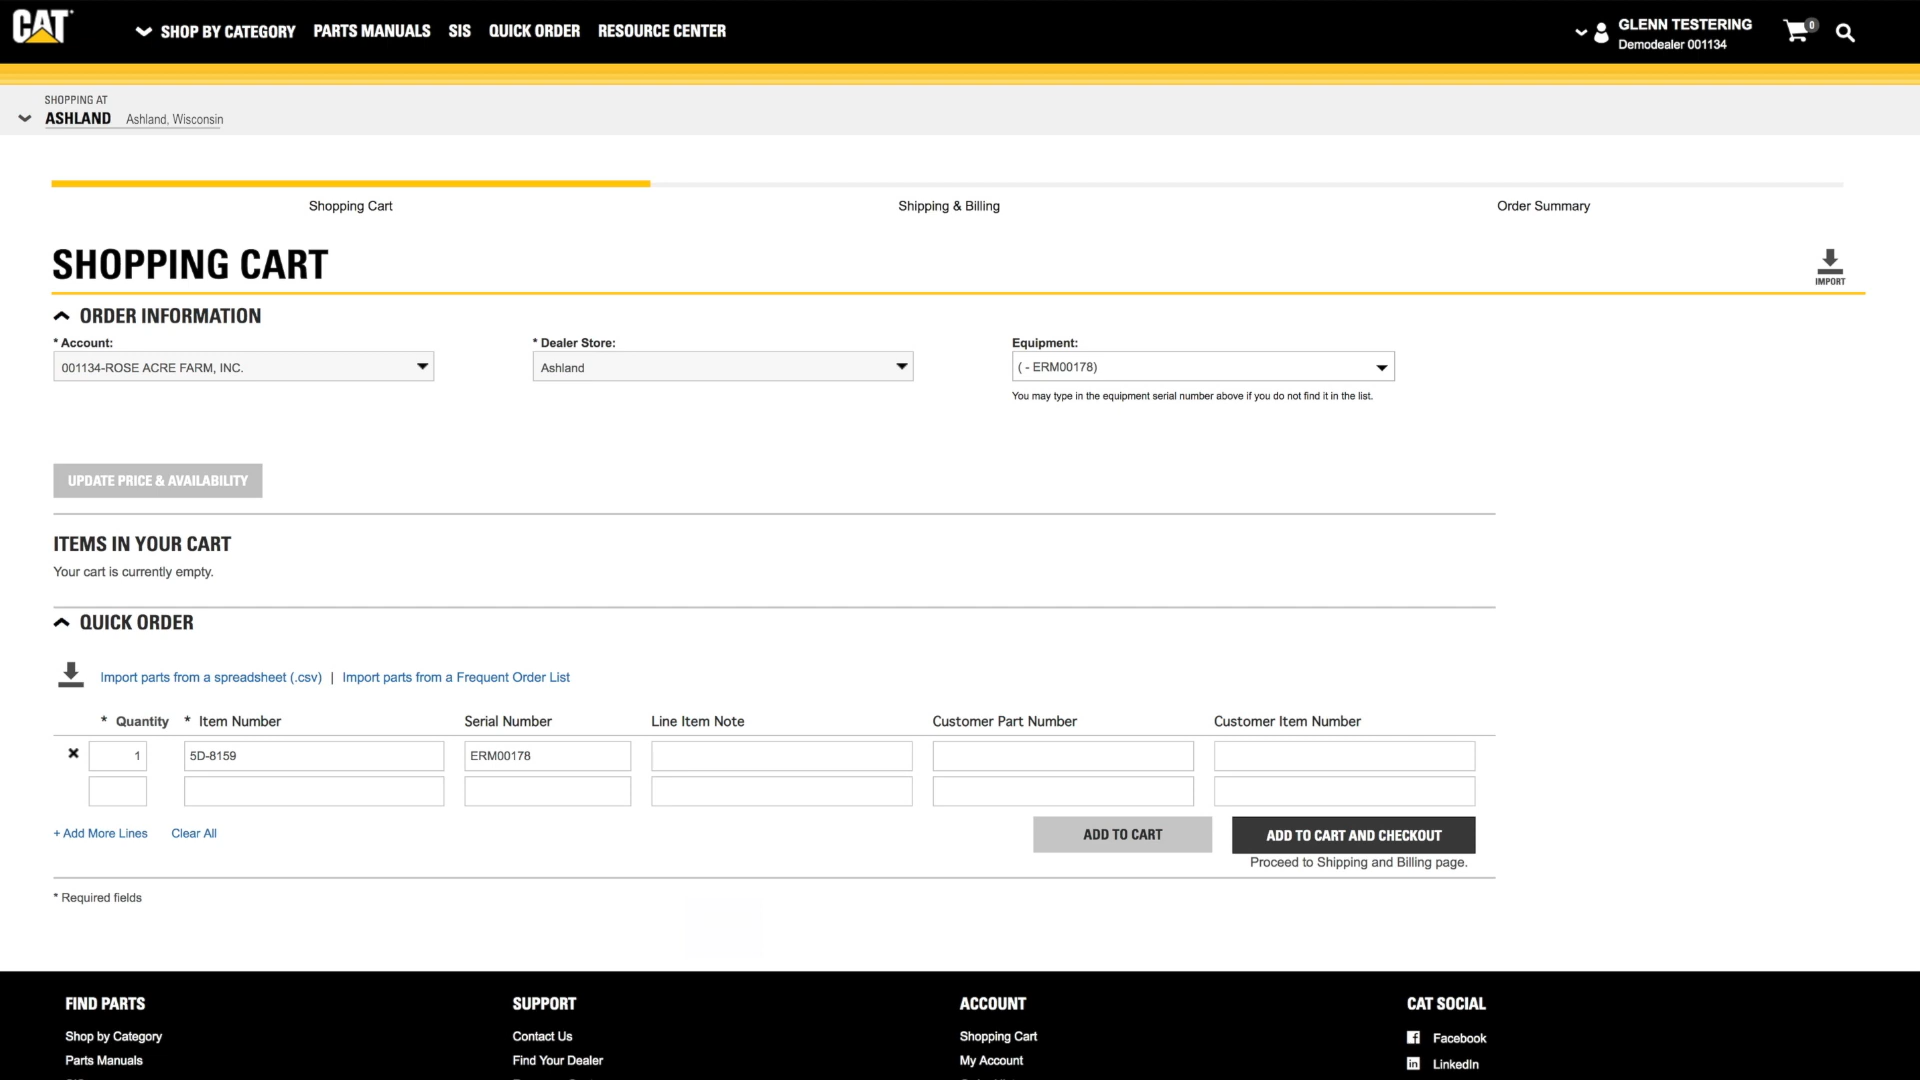 CAT
SHOP BY CATEGORY PARTS MANUALS SIS QUICK ORDER RESOURCE CENTER
GLENN TESTERING
Demodealer 001134
0
SHOPPING AT
ASHLAND Ashland, Wisconsin
Shopping Cart Shipping & Billing Order Summary
SHOPPING CART
IMPORT
ORDER INFORMATION
* Account: * Dealer Store: Equipment:
001134-ROSE ACRE FARM, INC. Ashland ( - ERM00178)
You may type in the equipment serial number above if you do not find it in the list.
UPDATE PRICE & AVAILABILITY
ITEMS IN YOUR CART
Your cart is currently empty.
QUICK ORDER
Import parts from a spreadsheet (.csv) | Import parts from a Frequent Order List
* Quantity * Item Number Serial Number Line Item Note Customer Part Number Customer Item Number
1 5D-8159 ERM00178
+ Add More Lines Clear All ADD TO CART ADD TO CART AND CHECKOUT
Proceed to Shipping and Billing page.
* Required fields
FIND PARTS SUPPORT ACCOUNT CAT SOCIAL
Shop by Category Contact Us Shopping Cart Facebook
Parts Manuals Find Your Dealer My Account LinkedIn